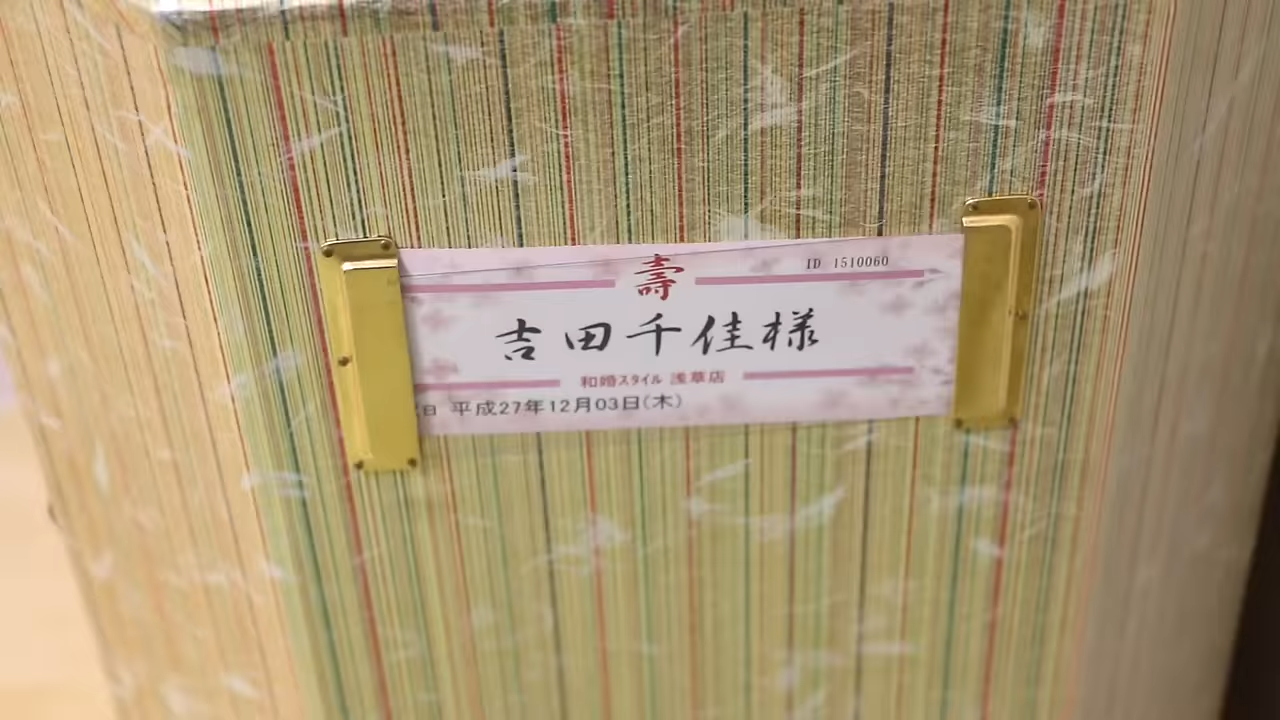 壽
ID 1510060
吉田千佳様
和婚スタイル 浅草店
日 平成27年12月03日(木)